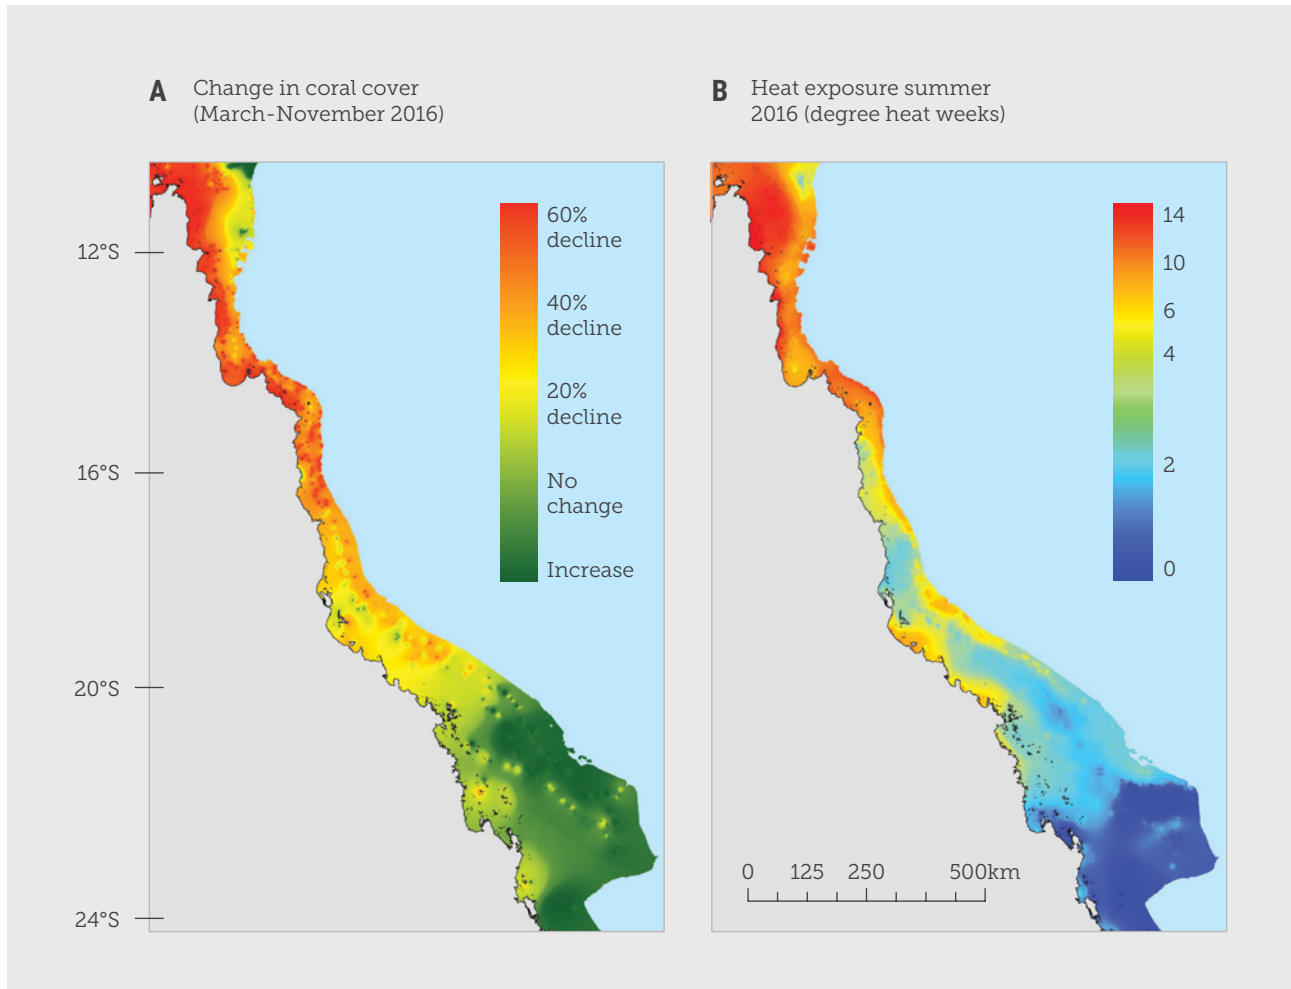 A Change in coral cover
(March-November 2016)
B Heat exposure summer
2016 (degree heat weeks)
12°S
16°S
20°S
24°S
60%
decline
40%
decline
20%
decline
No
change
Increase
14
10
6
4
2
0
0 125 250 500km